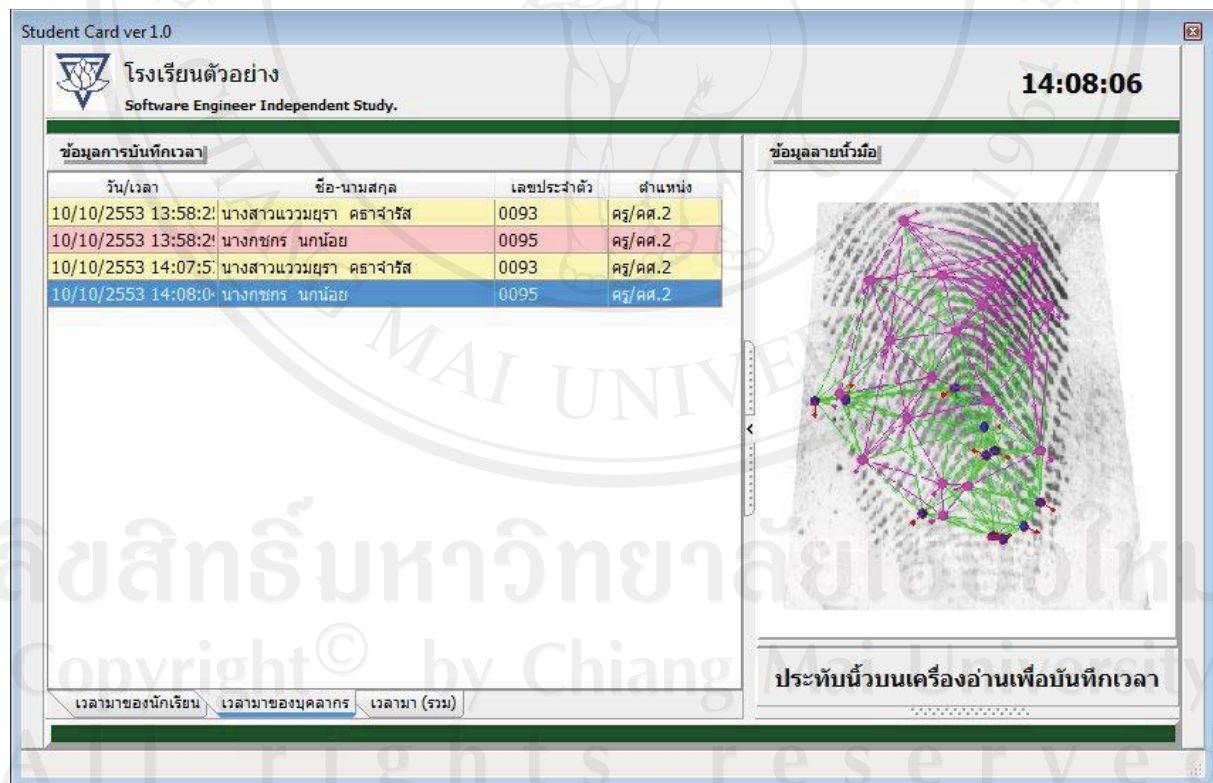 Student Card ver 1.0
โรงเรียนตัวอย่าง
Software Engineer Independent Study.
14:08:06
ข้อมูลการบันทึกเวลา
ข้อมูลลายนิ้วมือ
วัน/เวลา ชื่อ-นามสกุล เลขประจำตัว ตำแหน่ง
10/10/2553 13:58:2 นางสาวแววมยุรา คธาจำรัส 0093 ครู/คศ.2
10/10/2553 13:58:2 นางกชกร นกน้อย 0095 ครู/คศ.2
10/10/2553 14:07:5 นางสาวแววมยุรา คธาจำรัส 0093 ครู/คศ.2
10/10/2553 14:08:0 นางกชกร นกน้อย 0095 ครู/คศ.2
ประทับนิ้วบนเครื่องอ่านเพื่อบันทึกเวลา
เวลามาของนักเรียน เวลามาของบุคลากร เวลามา (รวม)
CHIANG MAI UNIVERSITY 1964
ลิขสิทธิ์มหาวิทยาลัยเชียงใหม่
Copyright© by Chiang Mai University
All rights reserved